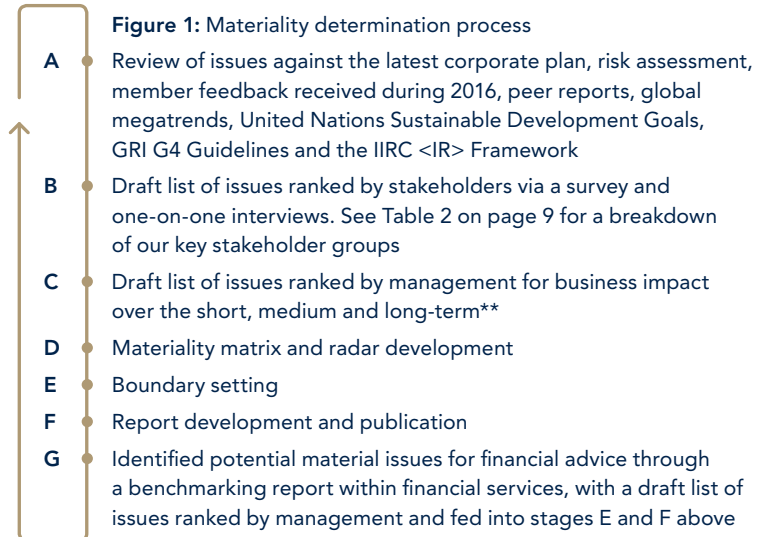 Figure 1: Materiality determination process
A Review of issues against the latest corporate plan, risk assessment,
member feedback received during 2016, peer reports, global
megatrends, United Nations Sustainable Development Goals,
GRI G4 Guidelines and the IIRC <IR> Framework
B Draft list of issues ranked by stakeholders via a survey and
one-on-one interviews. See Table 2 on page 9 for a breakdown
of our key stakeholder groups
C Draft list of issues ranked by management for business impact
over the short, medium and long-term**
D Materiality matrix and radar development
E Boundary setting
F Report development and publication
G Identified potential material issues for financial advice through
a benchmarking report within financial services, with a draft list of
issues ranked by management and fed into stages E and F above